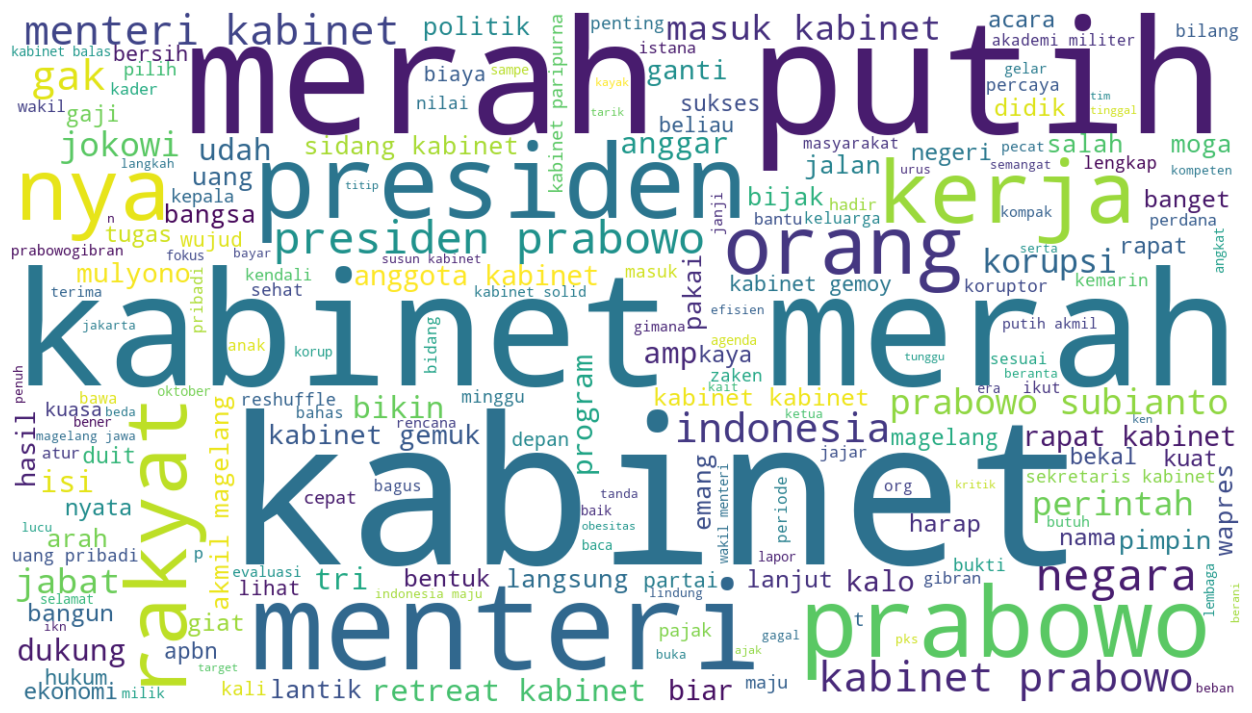 menteri kabinet
politik
penting
masuk kabinet
acara
bilang
kabinet balas
bersih
merah putih
istana
akademi militer
gak
pilih
kader
biaya
sampe
kayak
ganti
gelar
percaya
wakil
gaji
nilai
tarik
kabinet paripurna
sukses
beliau
didik
tim
tinggal
jokowi
udah
sidang kabinet
anggar
masyarakat
negeri
salah
pecat
moga
langkah
uang
titip
presiden
jalan
urus
semangat
lengkap
kompeten
nya
kepala
bangsa
janji
bijak
hadir
kerja
banget
n
tugas
wujud
presiden prabowo
bantu
keluarga
kompak
perdana
prabowogibran
fokus
bayar
susun kabinet
orang
korupsi
serta
rapat
angkat
mulyono
pribadi
kendali
anggota kabinet
masuk
pakai
kabinet gemoy
koruptor
kemarin
terima
sehat
kabinet solid
efisien
kabinet merah
jakarta
gimana
putih akmil
anak
korup
bidang
amp
kaya
agenda
tunggu
sesuai
beranta
penuh
oktober
program
zaken
kait
era
ikut
bawa
reshuffle
minggu
kabinet kabinet
prabowo subianto
hasil
kuasa
beda
bener
rakyat
akmil magelang
bahas
rencana
bikin
ketua
ken
magelang jawa
kabinet gemuk
depan
indonesia
magelang
rapat kabinet
atur
duit
kabinet
jajar
bekal
kuat
isi
bagus
emang
wakil menteri
periode
org
kritik
sekretaris kabinet
wapres
nyata
cepat
tanda
baik
obesitas
perintah
lucu
arah
baca
harap
butuh
nama
pimpin
uang pribadi
p
lapor
bukti
jabat
evaluasi
lihat
tri
bentuk
langsung
partai
lanjut
kalo
gibran
negara
lembaga
berani
selamat
indonesia maju
lindung
bangun
ikn
giat
menteri
pajak
gagal
t
pks
prabowo
dukung
apbn
buka
ajak
hukum
target
ekonomi
milik
kali
lantik
retreat kabinet
biar
maju
kabinet prabowo
beban